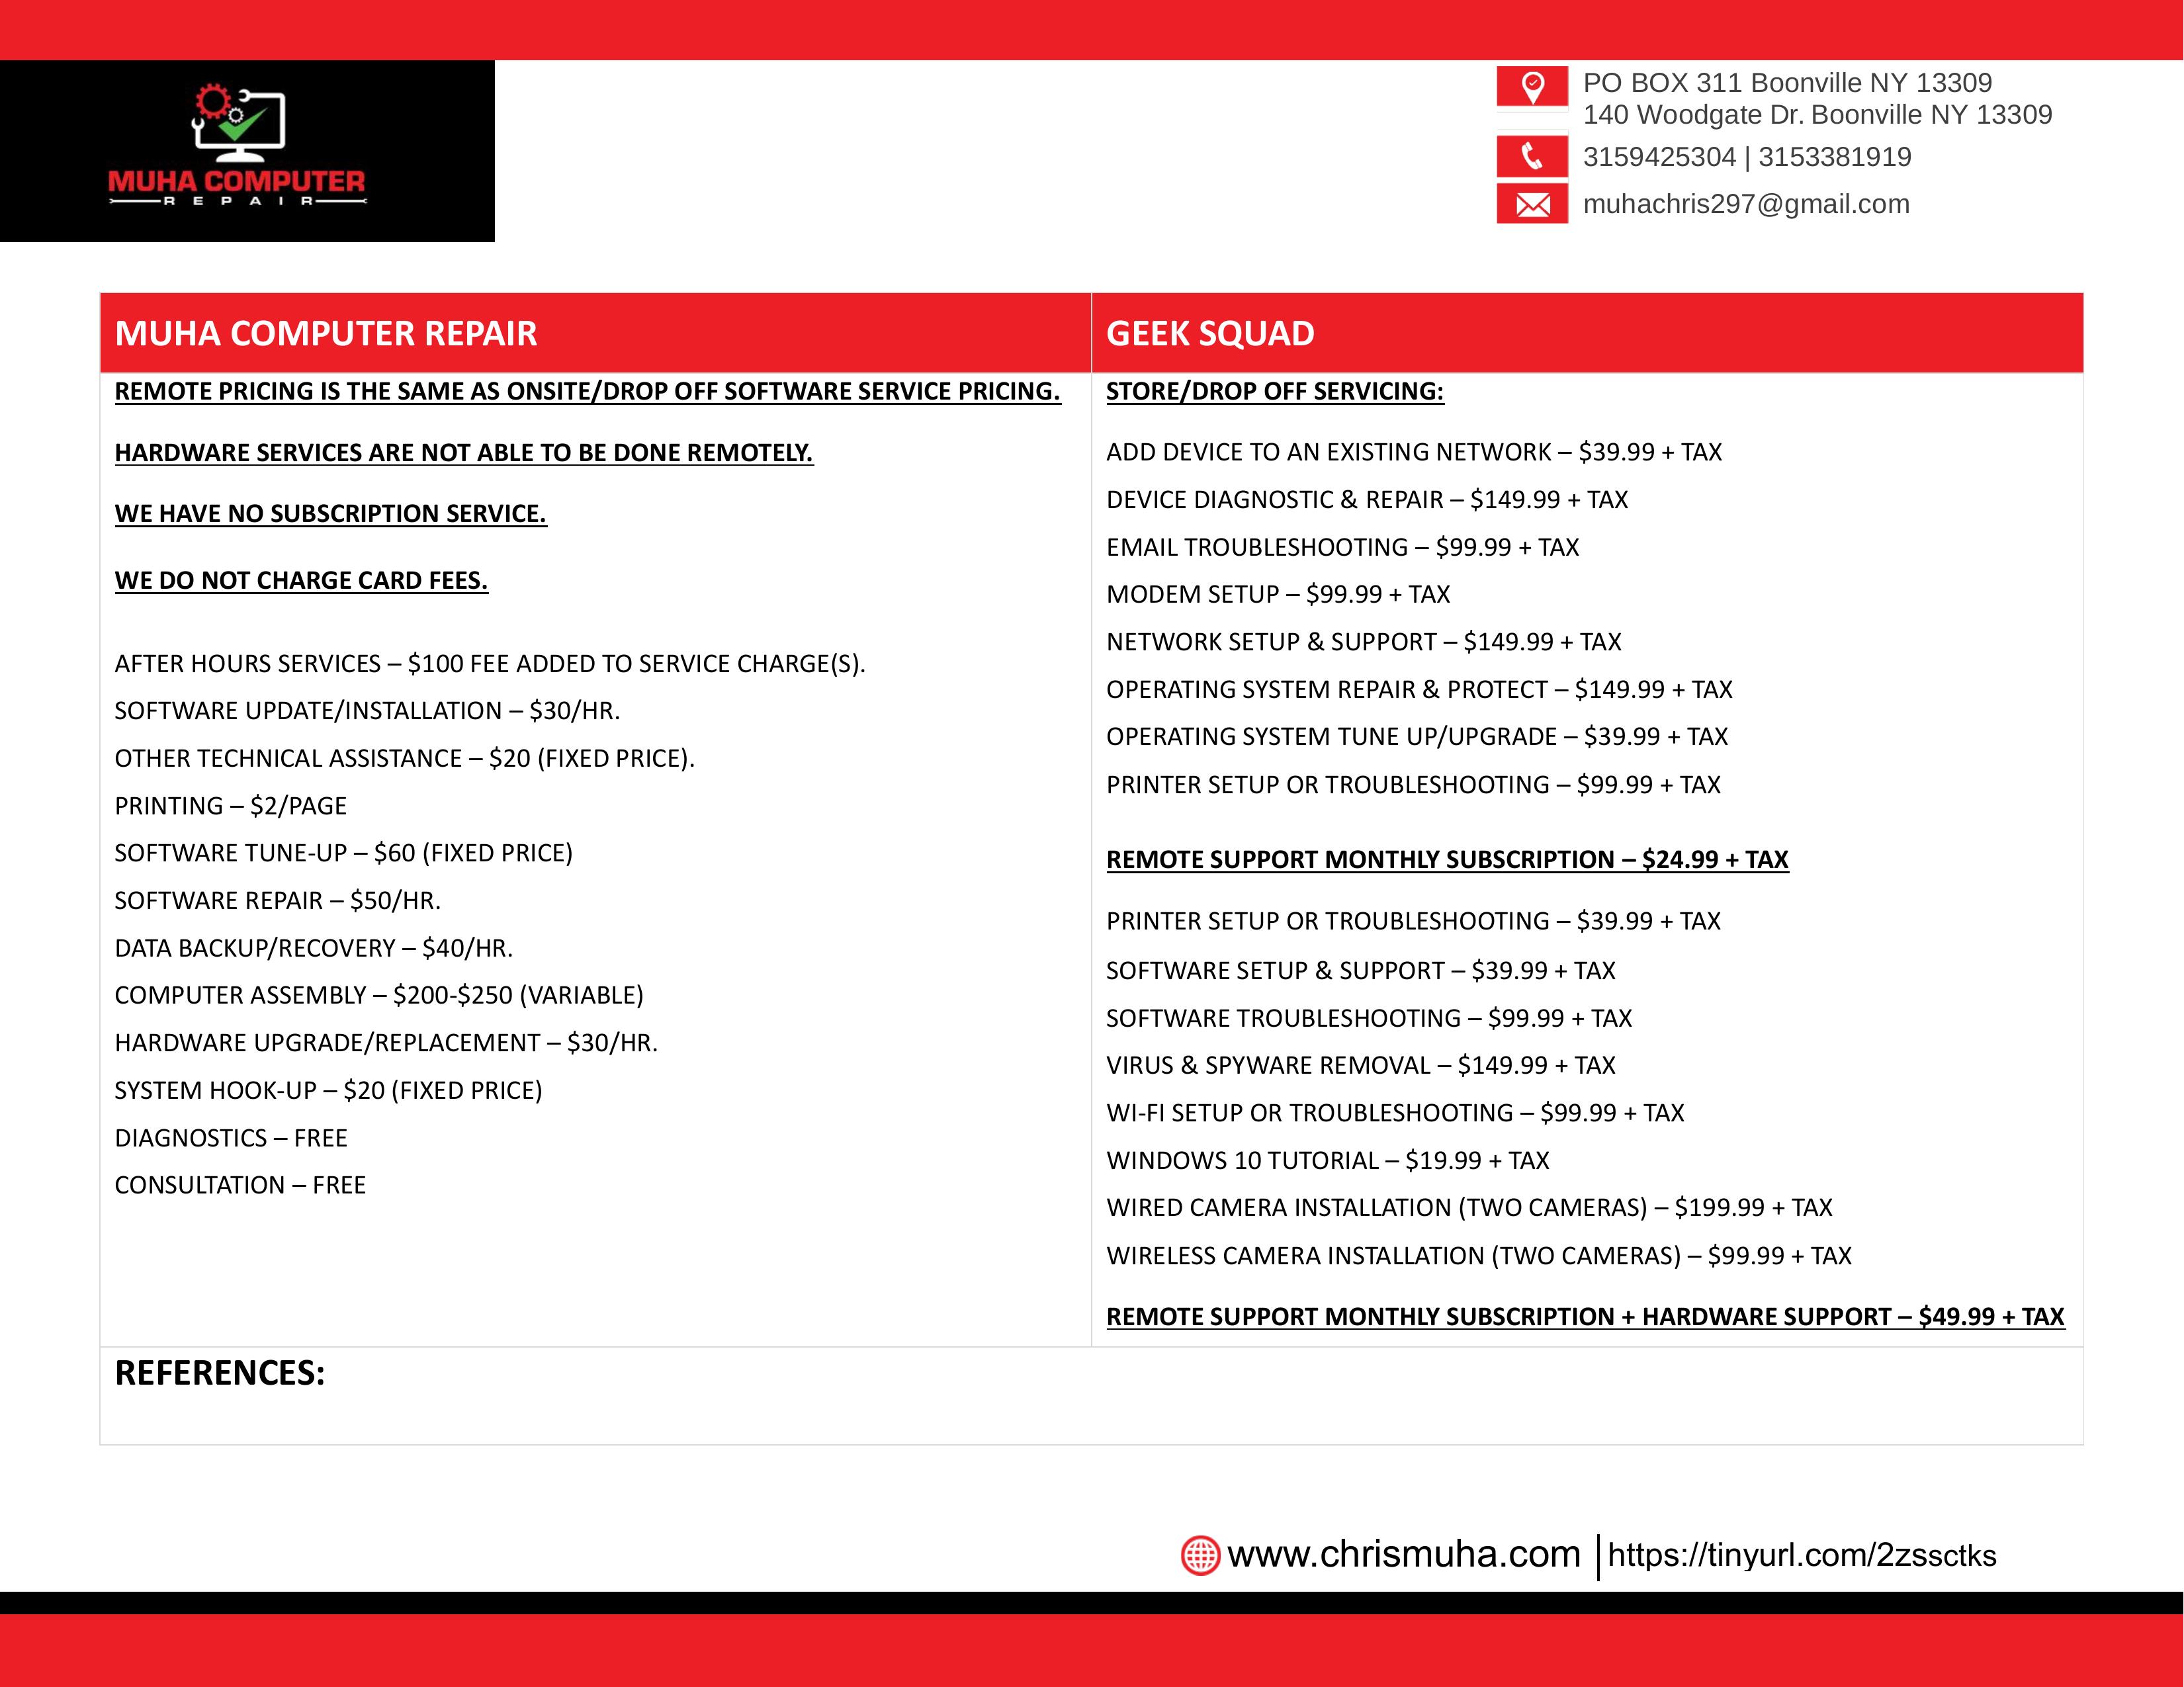 MUHA COMPUTER
REPAIR
PO BOX 311 Boonville NY 13309
140 Woodgate Dr. Boonville NY 13309
3159425304 | 3153381919
muhachris297@gmail.com
MUHA COMPUTER REPAIR
REMOTE PRICING IS THE SAME AS ONSITE/DROP OFF SOFTWARE SERVICE PRICING.
HARDWARE SERVICES ARE NOT ABLE TO BE DONE REMOTELY.
WE HAVE NO SUBSCRIPTION SERVICE.
WE DO NOT CHARGE CARD FEES.
AFTER HOURS SERVICES – $100 FEE ADDED TO SERVICE CHARGE(S).
SOFTWARE UPDATE/INSTALLATION – $30/HR.
OTHER TECHNICAL ASSISTANCE – $20 (FIXED PRICE).
PRINTING – $2/PAGE
SOFTWARE TUNE-UP – $60 (FIXED PRICE)
SOFTWARE REPAIR – $50/HR.
DATA BACKUP/RECOVERY – $40/HR.
COMPUTER ASSEMBLY – $200-$250 (VARIABLE)
HARDWARE UPGRADE/REPLACEMENT – $30/HR.
SYSTEM HOOK-UP – $20 (FIXED PRICE)
DIAGNOSTICS – FREE
CONSULTATION – FREE
GEEK SQUAD
STORE/DROP OFF SERVICING:
ADD DEVICE TO AN EXISTING NETWORK – $39.99 + TAX
DEVICE DIAGNOSTIC & REPAIR – $149.99 + TAX
EMAIL TROUBLESHOOTING – $99.99 + TAX
MODEM SETUP – $99.99 + TAX
NETWORK SETUP & SUPPORT – $149.99 + TAX
OPERATING SYSTEM REPAIR & PROTECT – $149.99 + TAX
OPERATING SYSTEM TUNE UP/UPGRADE – $39.99 + TAX
PRINTER SETUP OR TROUBLESHOOTING – $99.99 + TAX
REMOTE SUPPORT MONTHLY SUBSCRIPTION – $24.99 + TAX
PRINTER SETUP OR TROUBLESHOOTING – $39.99 + TAX
SOFTWARE SETUP & SUPPORT – $39.99 + TAX
SOFTWARE TROUBLESHOOTING – $99.99 + TAX
VIRUS & SPYWARE REMOVAL – $149.99 + TAX
WI-FI SETUP OR TROUBLESHOOTING – $99.99 + TAX
WINDOWS 10 TUTORIAL – $19.99 + TAX
WIRED CAMERA INSTALLATION (TWO CAMERAS) – $199.99 + TAX
WIRELESS CAMERA INSTALLATION (TWO CAMERAS) – $99.99 + TAX
REMOTE SUPPORT MONTHLY SUBSCRIPTION + HARDWARE SUPPORT – $49.99 + TAX
REFERENCES:
www.chrismuha.com | https://tinyurl.com/2zssctks